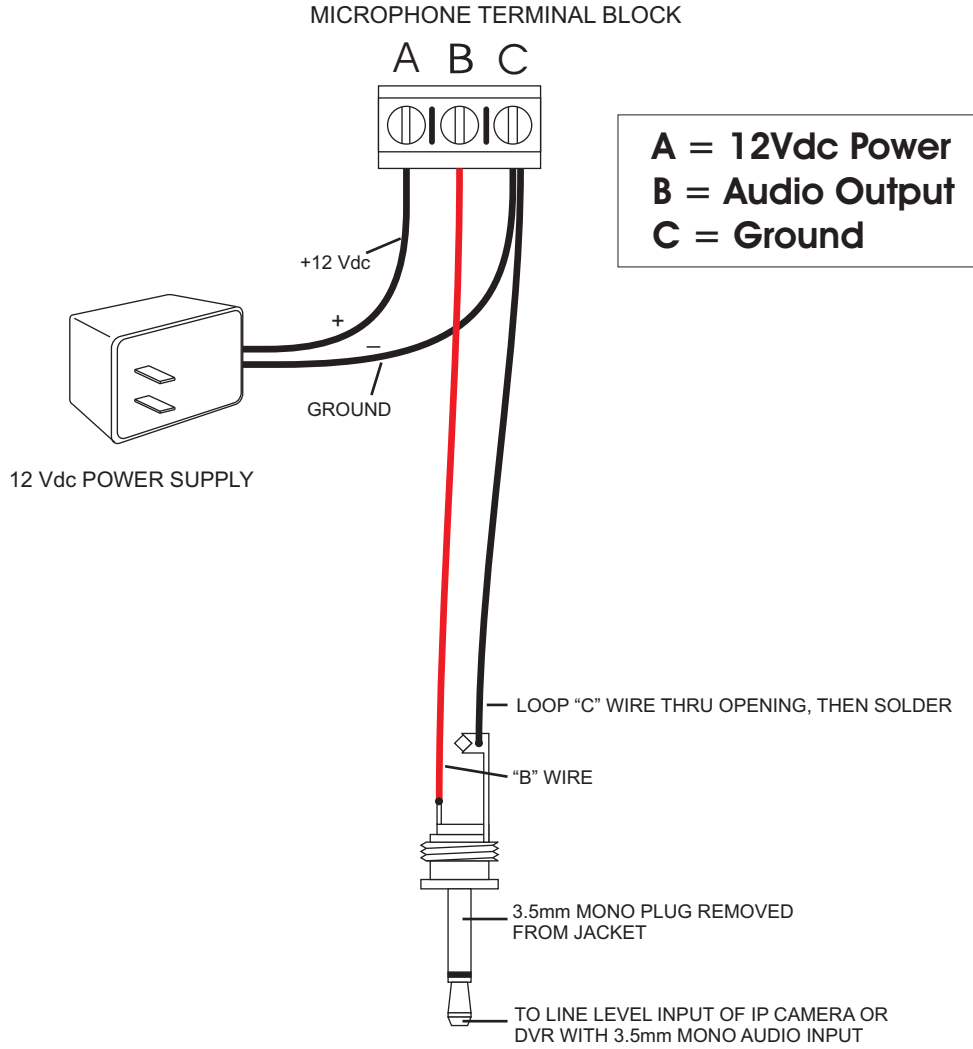 MICROPHONE TERMINAL BLOCK
A B C
A = 12Vdc Power
B = Audio Output
C = Ground
+12 Vdc
+
–
GROUND
12 Vdc POWER SUPPLY
LOOP “C” WIRE THRU OPENING, THEN SOLDER
“B” WIRE
3.5mm MONO PLUG REMOVED
FROM JACKET
TO LINE LEVEL INPUT OF IP CAMERA OR
DVR WITH 3.5mm MONO AUDIO INPUT